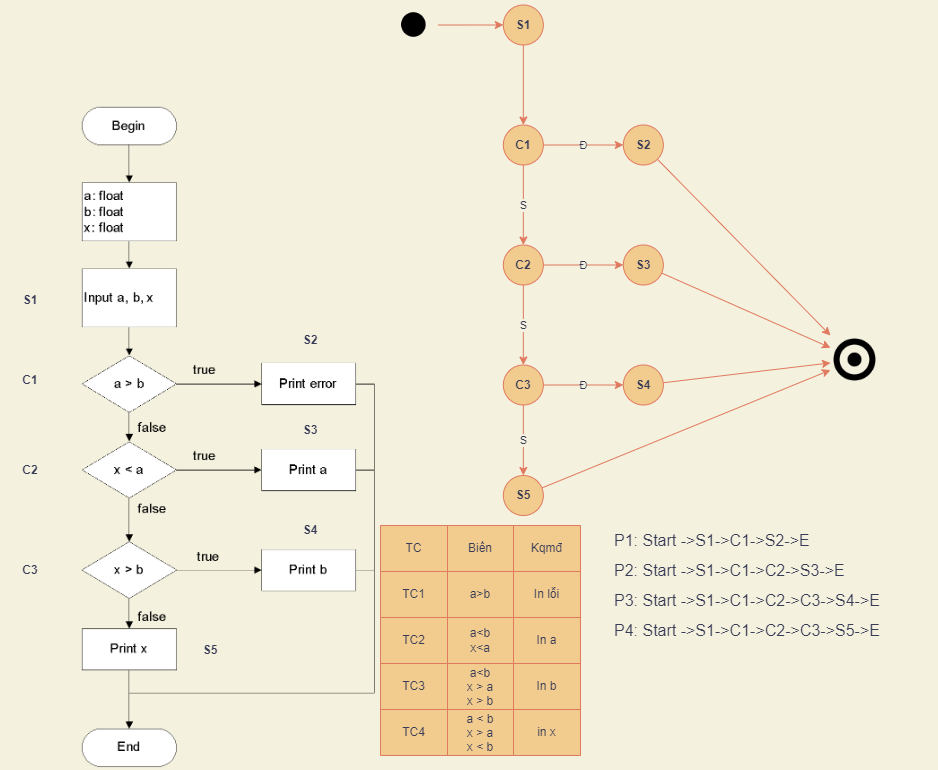 Begin
a: float
b: float
x: float
S1
Input a, b, x
C1
a > b
true
S2
Print error
false
C2
x < a
true
S3
Print a
false
C3
x > b
true
S4
Print b
false
Print x
S5
End
S1
C1
Đ
S2
S
C2
Đ
S3
S
C3
Đ
S4
S
S5
TC Biên Kqmđ
TC1 a>b In lỗi
TC2 a<b
x<a
In a
TC3 a<b
x > a
x > b
In b
TC4 a < b
x > a
x < b
in x
P1: Start ->S1->C1->S2->E
P2: Start ->S1->C1->C2->S3->E
P3: Start ->S1->C1->C2->C3->S4->E
P4: Start ->S1->C1->C2->C3->S5->E